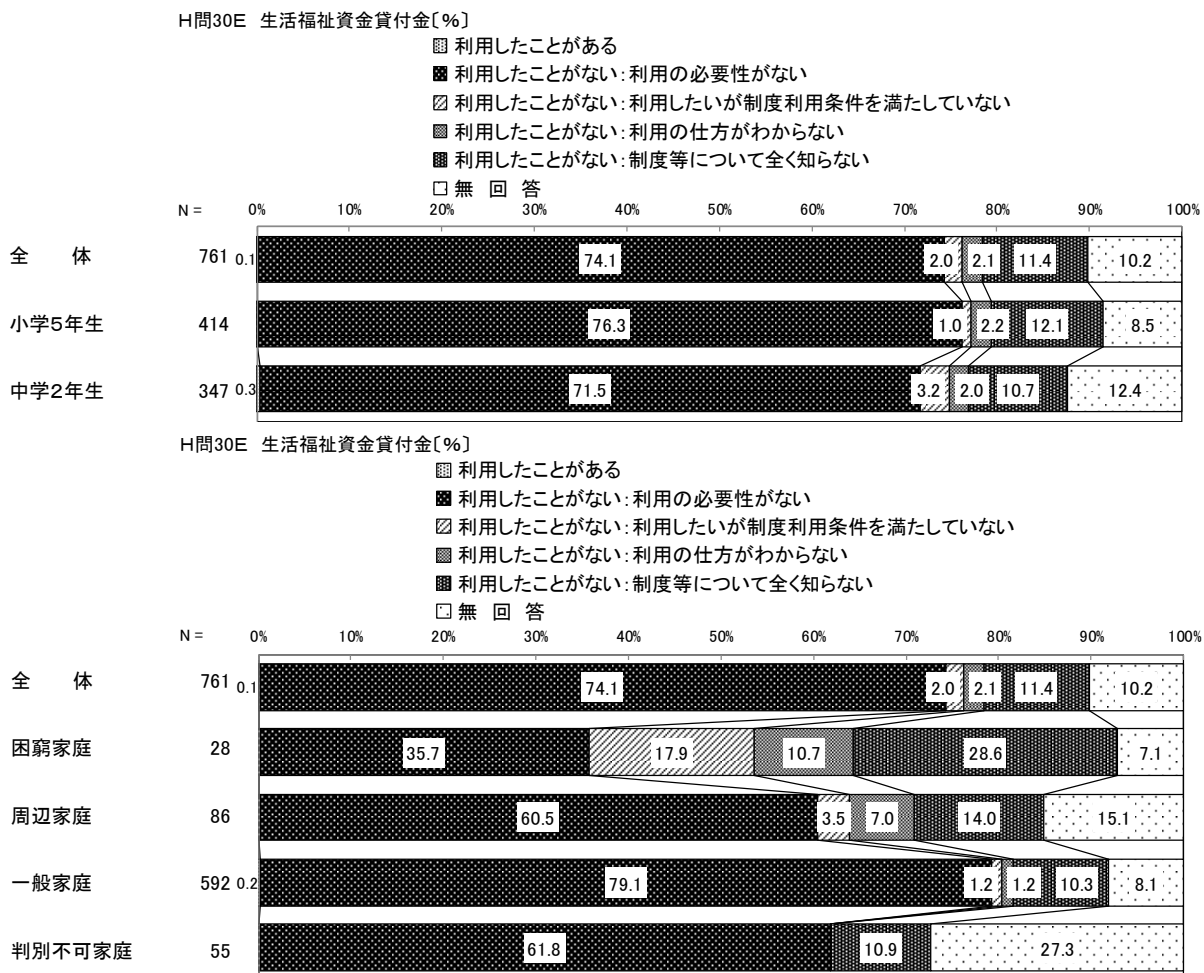 H問30E 生活福祉資金貸付金〔%〕
利用したことがある
利用したことがない:利用の必要性がない
利用したことがない:利用したいが制度利用条件を満たしていない
利用したことがない:利用の仕方がわからない
利用したことがない:制度等について全く知らない
無 回 答
N = 0% 10% 20% 30% 40% 50% 60% 70% 80% 90% 100%
全 体 761 0.1 74.1 2.0 2.1 11.4 10.2
小学5年生 414 76.3 1.0 2.2 12.1 8.5
中学2年生 347 0.3 71.5 3.2 2.0 10.7 12.4
H問30E 生活福祉資金貸付金〔%〕
利用したことがある
利用したことがない:利用の必要性がない
利用したことがない:利用したいが制度利用条件を満たしていない
利用したことがない:利用の仕方がわからない
利用したことがない:制度等について全く知らない
無 回 答
N = 0% 10% 20% 30% 40% 50% 60% 70% 80% 90% 100%
全 体 761 0.1 74.1 2.0 2.1 11.4 10.2
困窮家庭 28 35.7 17.9 10.7 28.6 7.1
周辺家庭 86 60.5 3.5 7.0 14.0 15.1
一般家庭 592 0.2 79.1 1.2 1.2 10.3 8.1
判別不可家庭 55 61.8 10.9 27.3